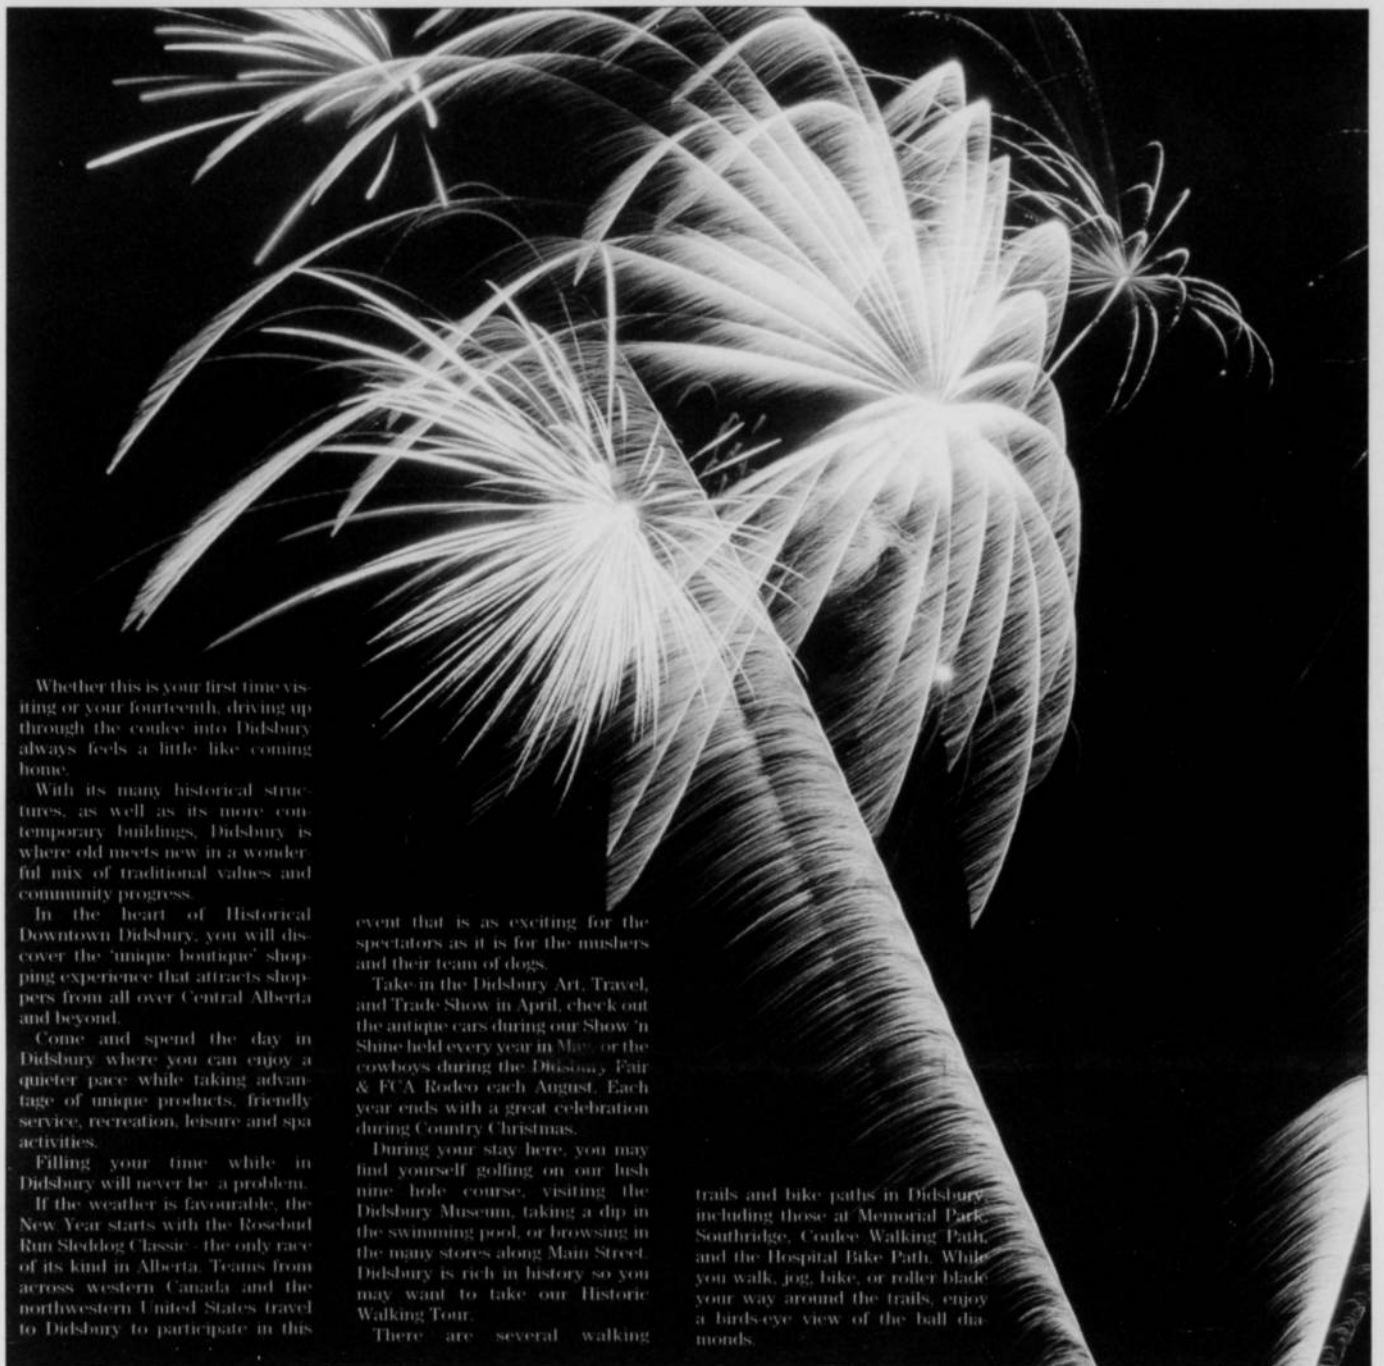 Whether this is your first time vis-
iting or your fourteenth, driving up
through the coulee into Didsbury
always feels a little like coming
home.
With its many historical struc-
tures, as well as its more con-
temporary buildings, Didsbury is
where old meets new in a wonder-
ful mix of traditional values and
community progress.
In the heart of Historical
Downtown Didsbury, you will dis-
cover the 'unique boutique' shop-
ping experience that attracts shop-
pers from all over Central Alberta
and beyond.
Come and spend the day in
Didsbury where you can enjoy a
quieter pace while taking advan-
tage of unique products, friendly
service, recreation, leisure and spa
activities.
Filling your time while in
Didsbury will never be a problem.
If the weather is favourable, the
New Year starts with the Rosebud
Run Sleddog Classic - the only race
of its kind in Alberta. Teams from
across western Canada and the
northwestern United States travel
to Didsbury to participate in this
event that is as exciting for the
spectators as it is for the mushers
and their team of dogs.
Take in the Didsbury Art, Travel,
and Trade Show in April, check out
the antique cars during our Show 'n
Shine held every year in May, or the
cowboys during the Didsbury Fair
& FCA Rodeo each August. Each
year ends with a great celebration
during Country Christmas.
During your stay here, you may
find yourself golfing on our lush
nine hole course, visiting the
Didsbury Museum, taking a dip in
the swimming pool, or browsing in
the many stores along Main Street.
Didsbury is rich in history so you
may want to take our Historic
Walking Tour.
There are several walking
trails and bike paths in Didsbury,
including those at Memorial Park,
Southridge, Coulee Walking Path,
and the Hospital Bike Path. While
you walk, jog, bike, or roller blade
your way around the trails, enjoy
a birds-eye view of the ball dia-
monds.